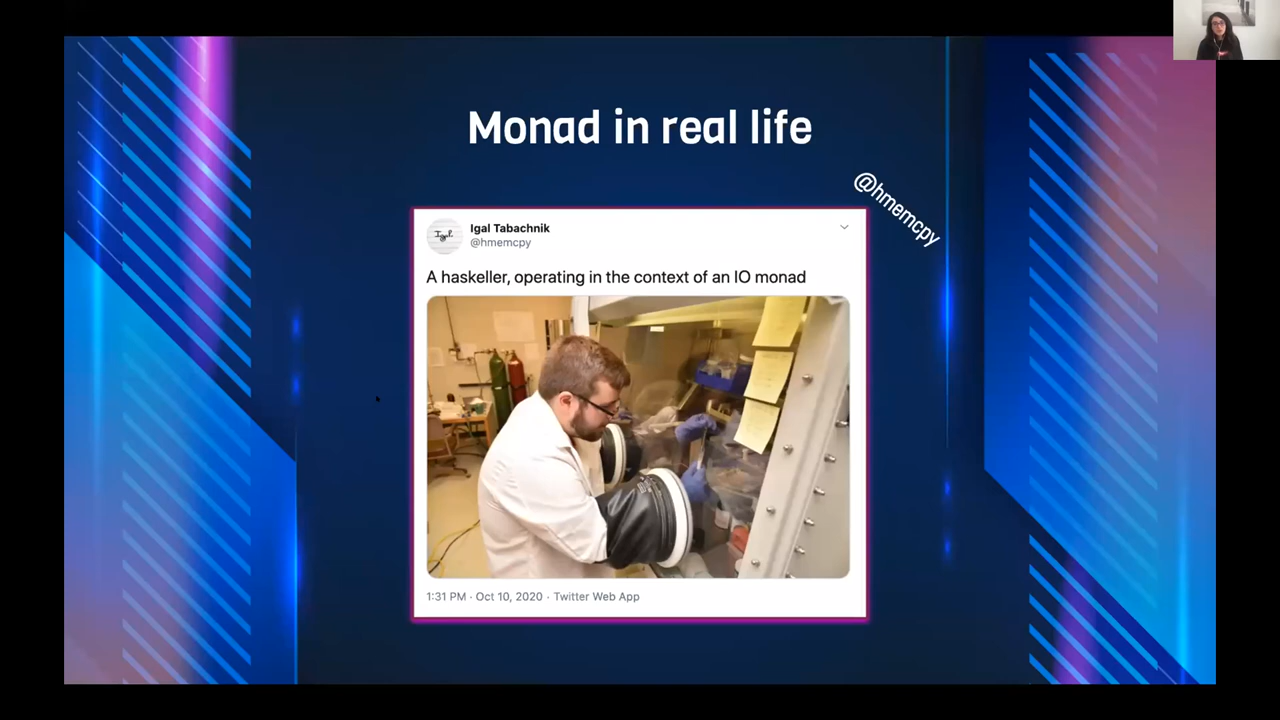 Monad in real life
@hmemcpy
Igal Tabachnik
@hmemcpy
A haskeller, operating in the context of an IO monad
1:31 PM · Oct 10, 2020 · Twitter Web App